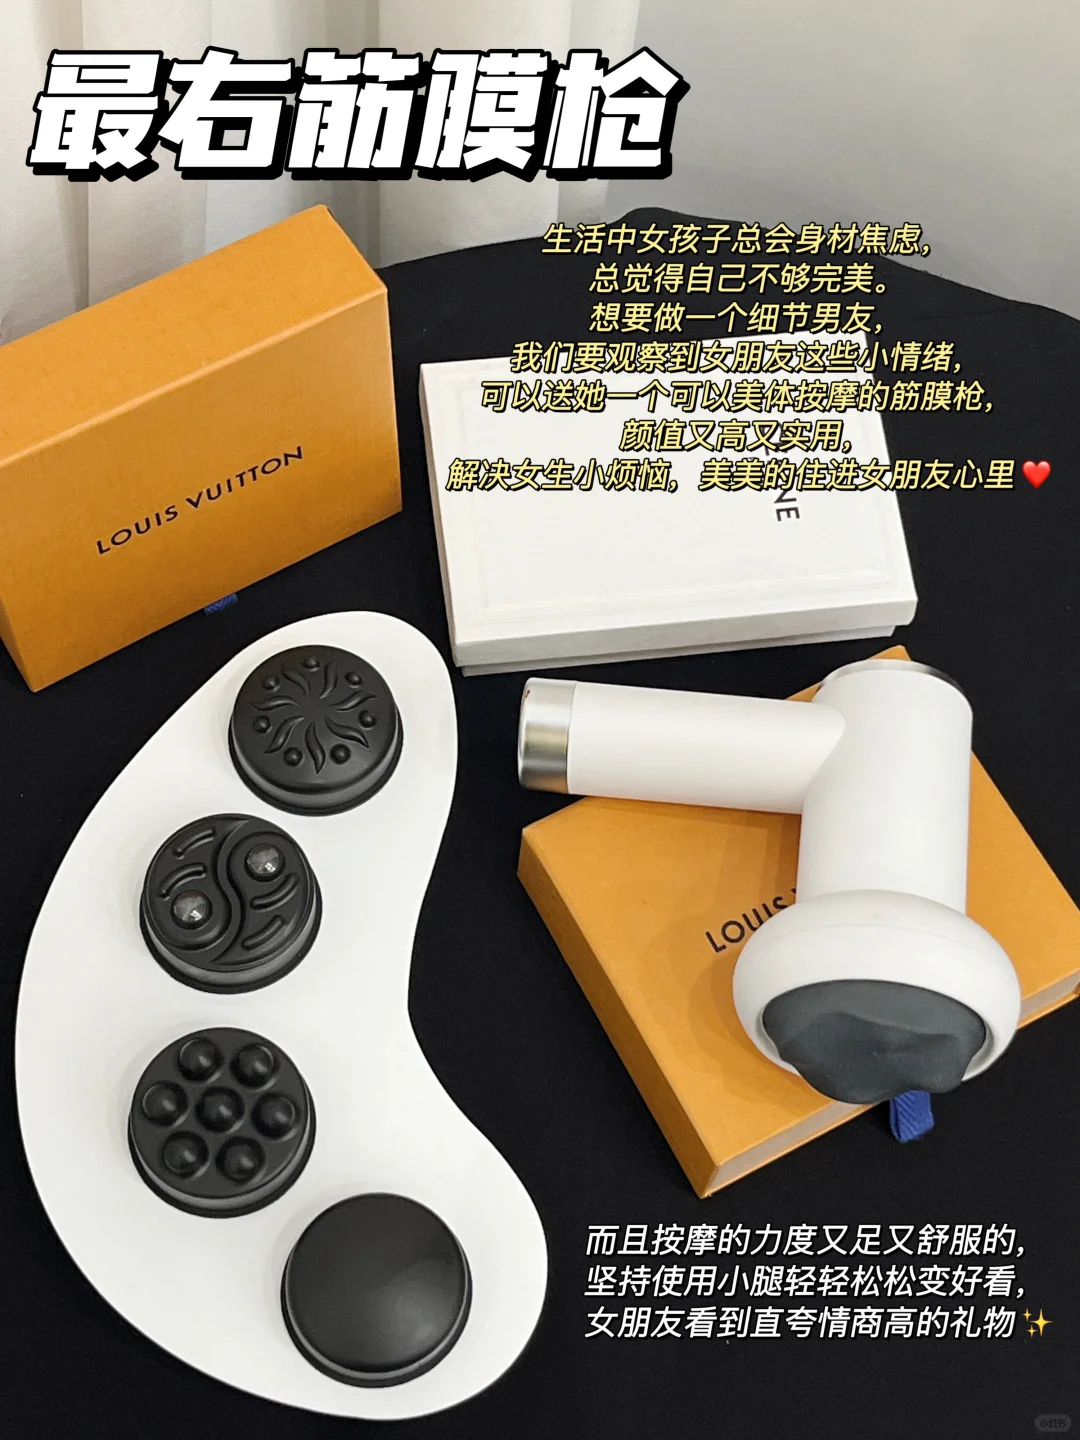 最右筋膜枪
生活中女孩子总会身材焦虑，
总觉得自己不够完美。
想要做一个细节男友，
我们要观察到女朋友这些小情绪，
可以送她一个可以美体按摩的筋膜枪，
颜值又高又实用，
解决女生小烦恼，美美的住进女朋友心里❤️
LOUIS VUITTON
NE
LOUIS V
而且按摩的力度又足又舒服的，
坚持使用小腿轻轻松松变好看，
女朋友看到直夸情商高的礼物✨